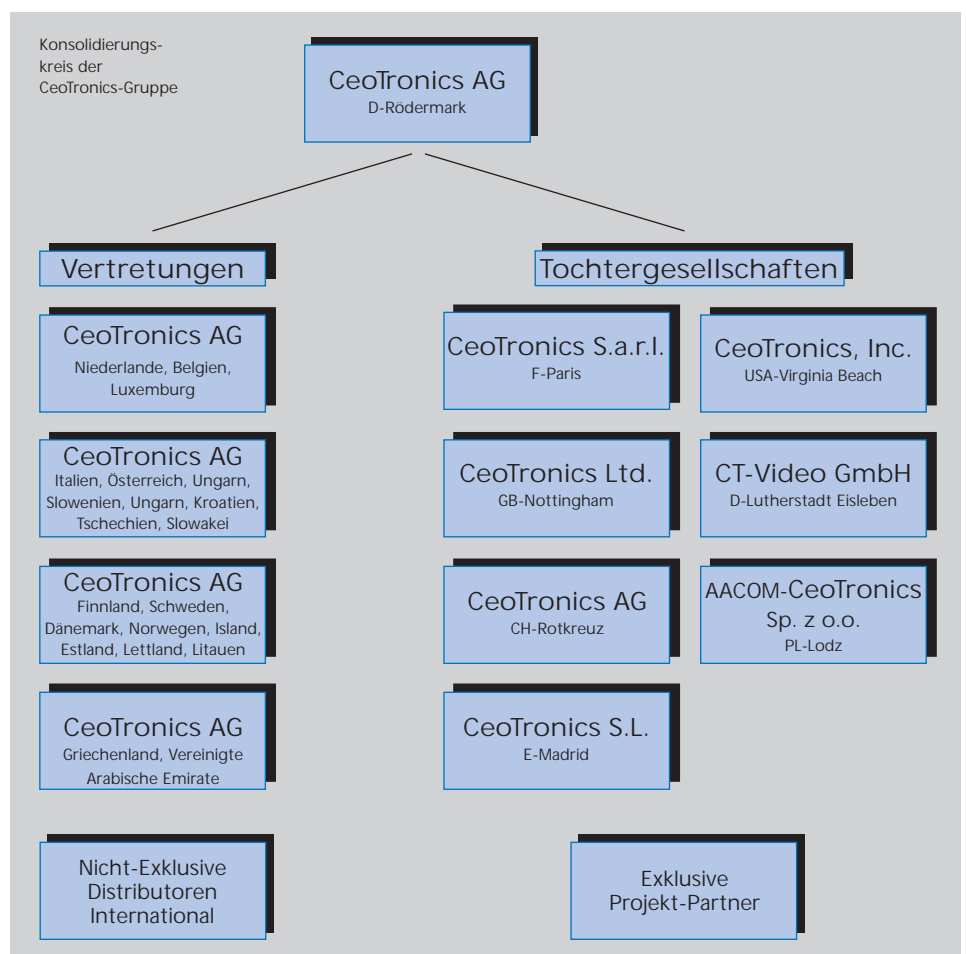 Konsolidierungs-
kreis der
CeoTronics-Gruppe
CeoTronics AG
D-Rödermark
Vertretungen
CeoTronics AG
Niederlande, Belgien,
Luxemburg
CeoTronics AG
Italien, Österreich, Ungarn,
Slowenien, Ungarn, Kroatien,
Tschechien, Slowakei
CeoTronics AG
Finnland, Schweden,
Dänemark, Norwegen, Island,
Estland, Lettland, Litauen
CeoTronics AG
Griechenland, Vereinigte
Arabische Emirate
Nicht-Exklusive
Distributoren
International
Tochtergesellschaften
CeoTronics S.a.r.l.
F-Paris
CeoTronics, Inc.
USA-Virginia Beach
CeoTronics Ltd.
GB-Nottingham
CT-Video GmbH
D-Lutherstadt Eisleben
CeoTronics AG
CH-Rotkreuz
AACOM-CeoTronics
Sp. z o.o.
PL-Lodz
CeoTronics S.L.
E-Madrid
Exklusive
Projekt-Partner